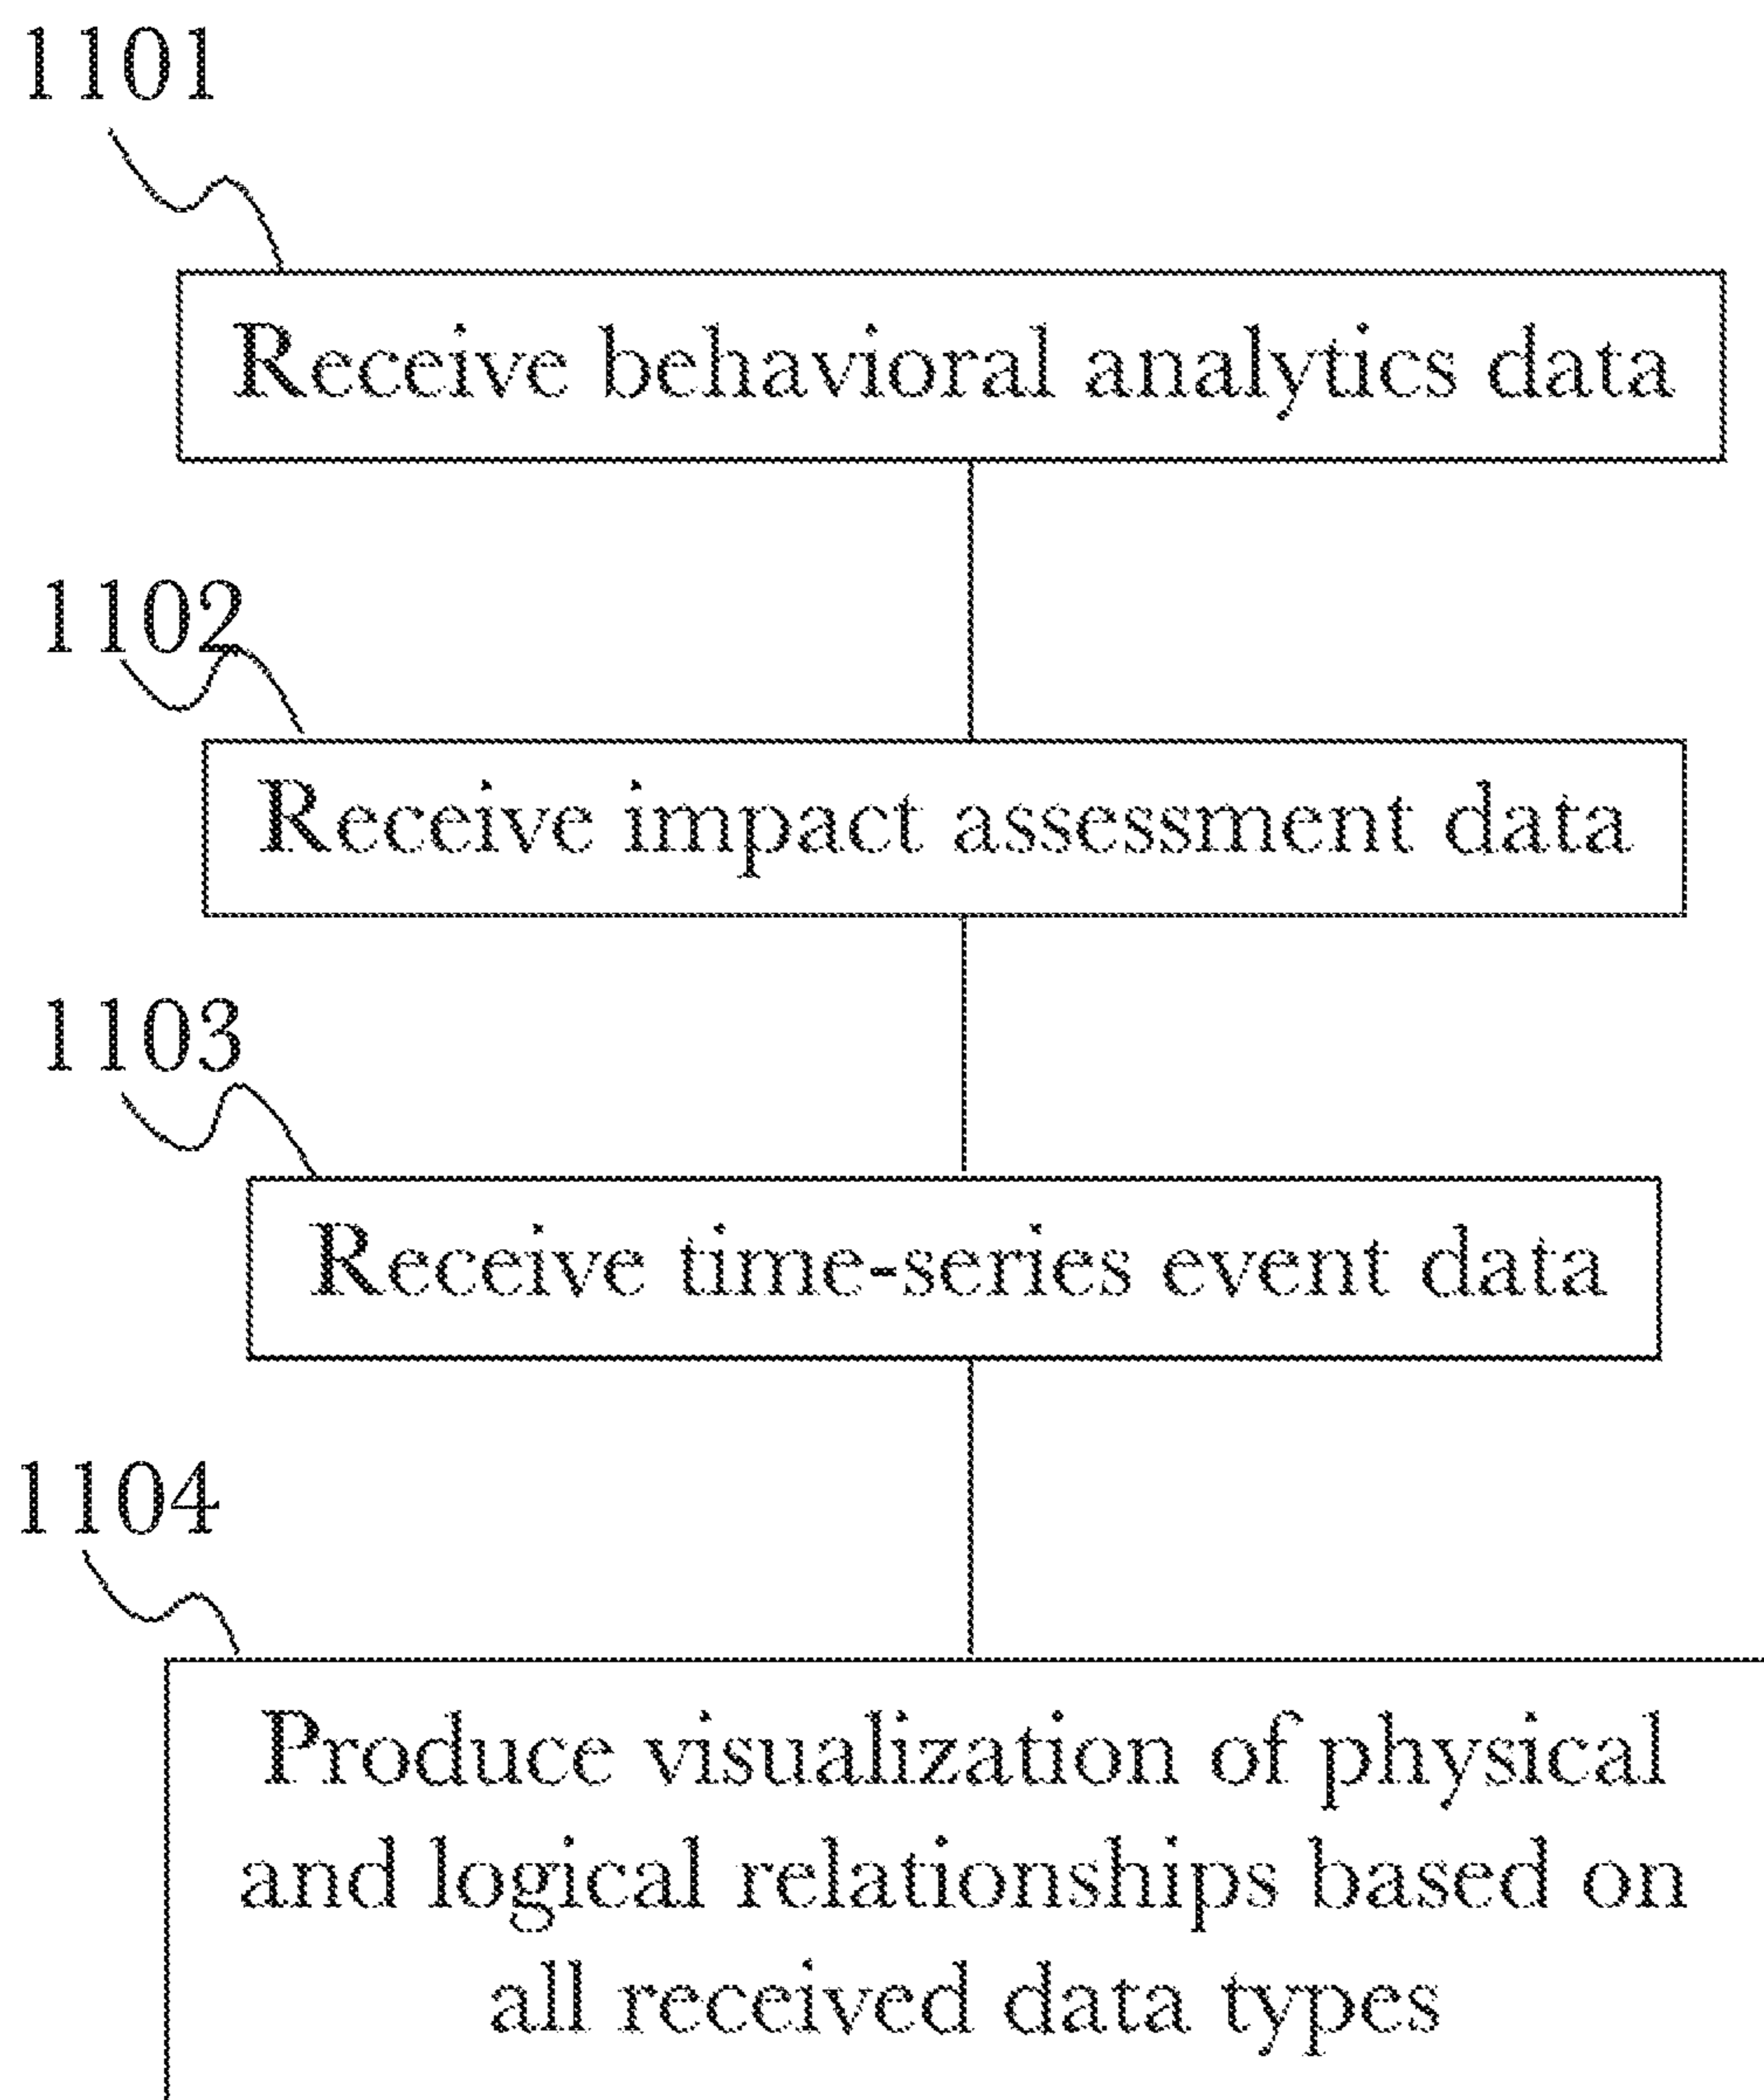 1101
Receive behavioral analytics data
1102
Receive impact assessment data
1103
Receive time-series event data
1104
Produce visualization of physical
and logical relationships based on
all received data types